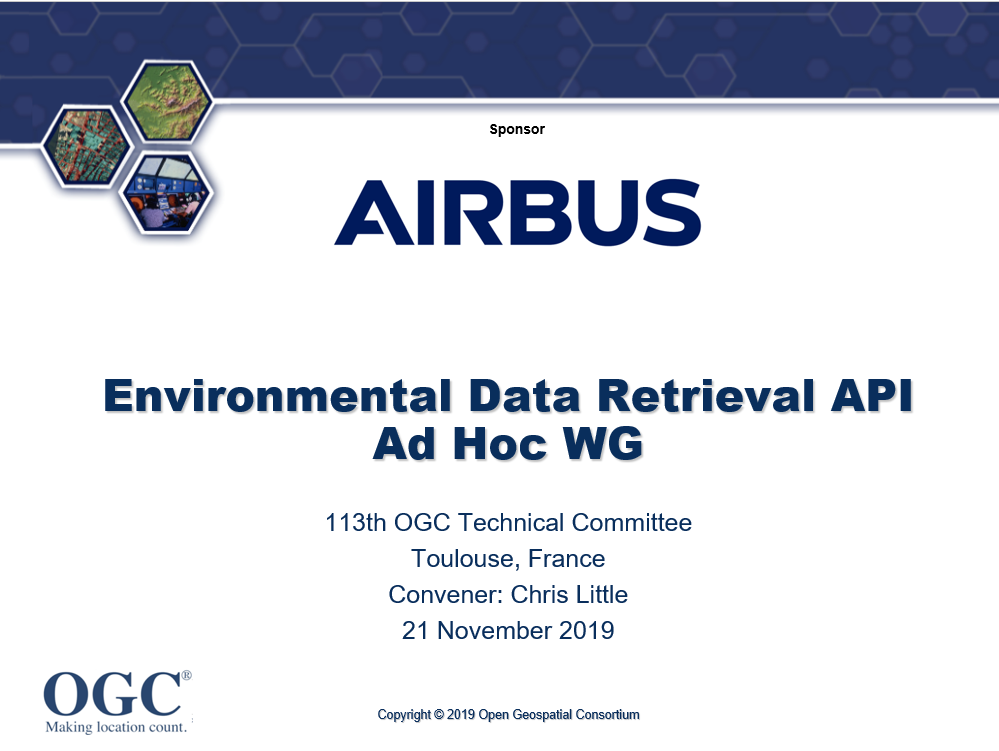 Sponsor
AIRBUS
Environmental Data Retrieval API
Ad Hoc WG
113th OGC Technical Committee
Toulouse, France
Convener: Chris Little
21 November 2019
OGC®
Making location count.
Copyright © 2019 Open Geospatial Consortium